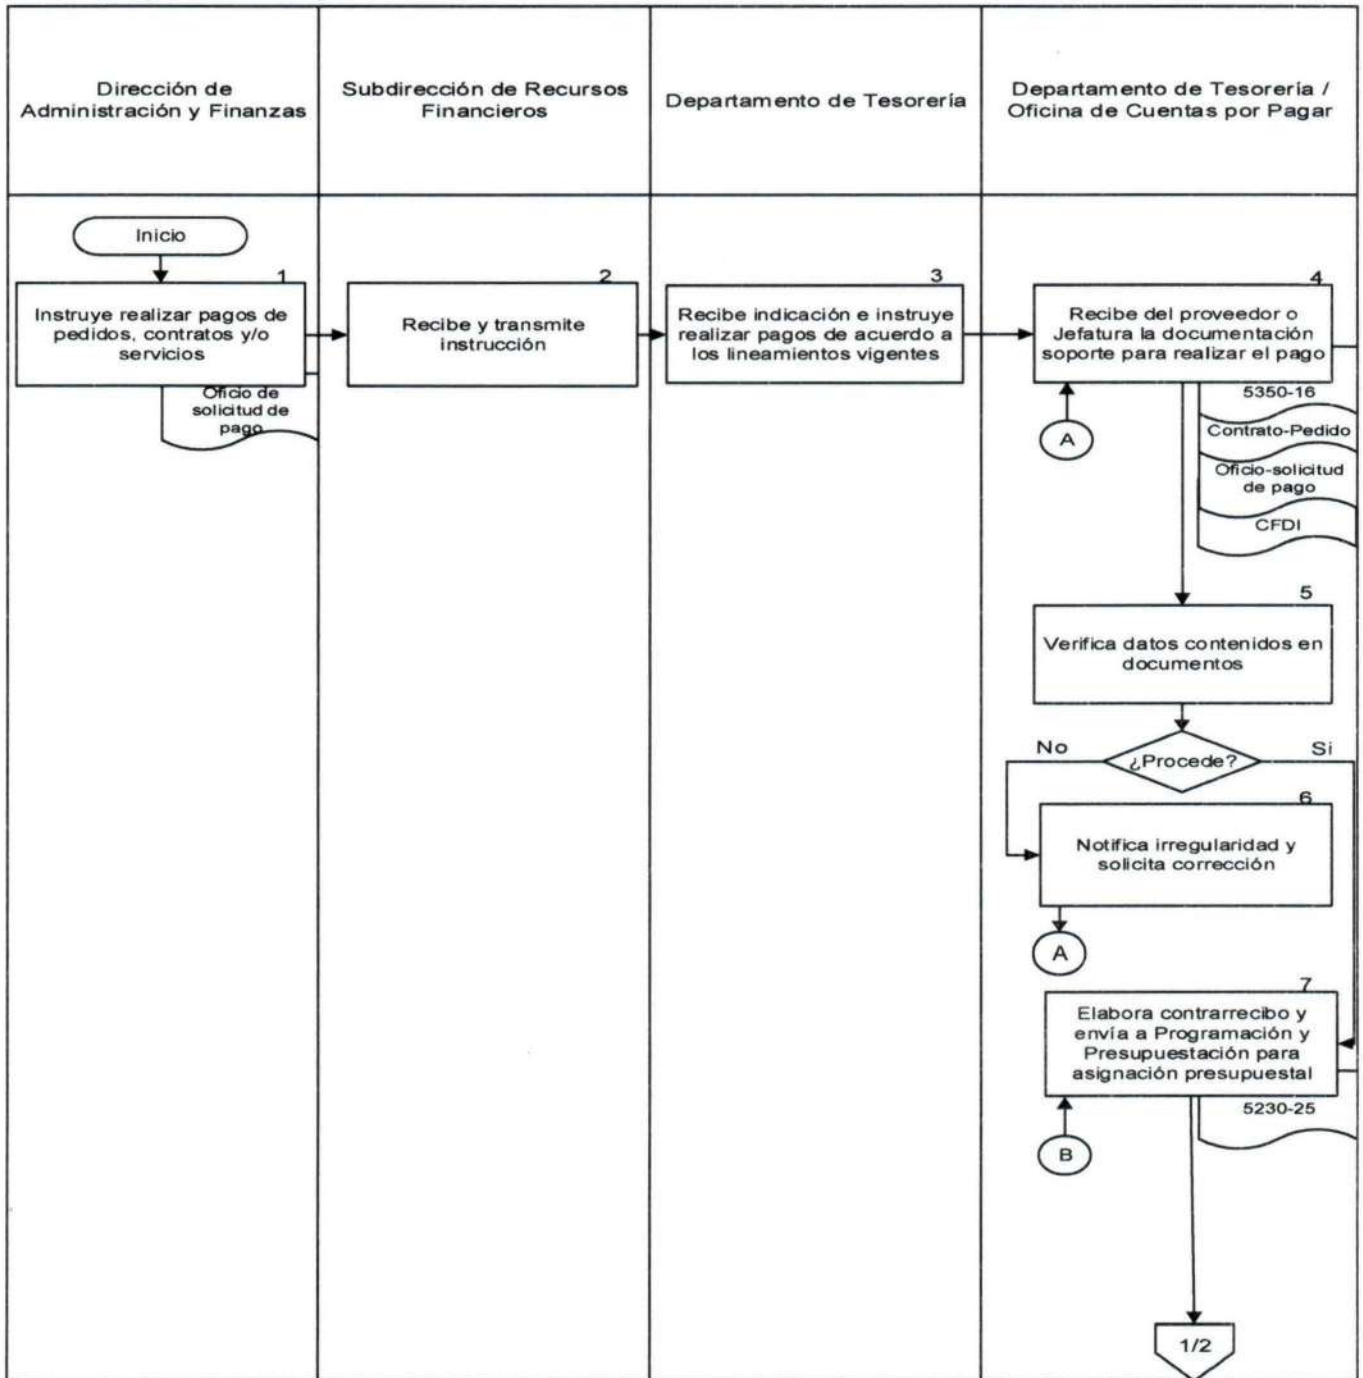 Dirección de
Administración y Finanzas
Subdirección de Recursos
Financieros
Departamento de Tesorería
Departamento de Tesorería /
Oficina de Cuentas por Pagar
Inicio
1
Instruye realizar pagos de
pedidos, contratos y/o
servicios
Oficio de
solicitud de
pago
2
Recibe y transmite
instrucción
3
Recibe indicación e instruye
realizar pagos de acuerdo a
los lineamientos vigentes
4
Recibe del proveedor o
Jefatura la documentación
soporte para realizar el pago
5350-16
Contrato-Pedido
Oficio-solicitud
de pago
CFDI
A
5
Verifica datos contenidos en
documentos
No
¿Procede?
Si
6
Notifica irregularidad y
solicita corrección
A
7
Elabora contrarrecibo y
envía a Programación y
Presupuestación para
asignación presupuestal
5230-25
B
1/2